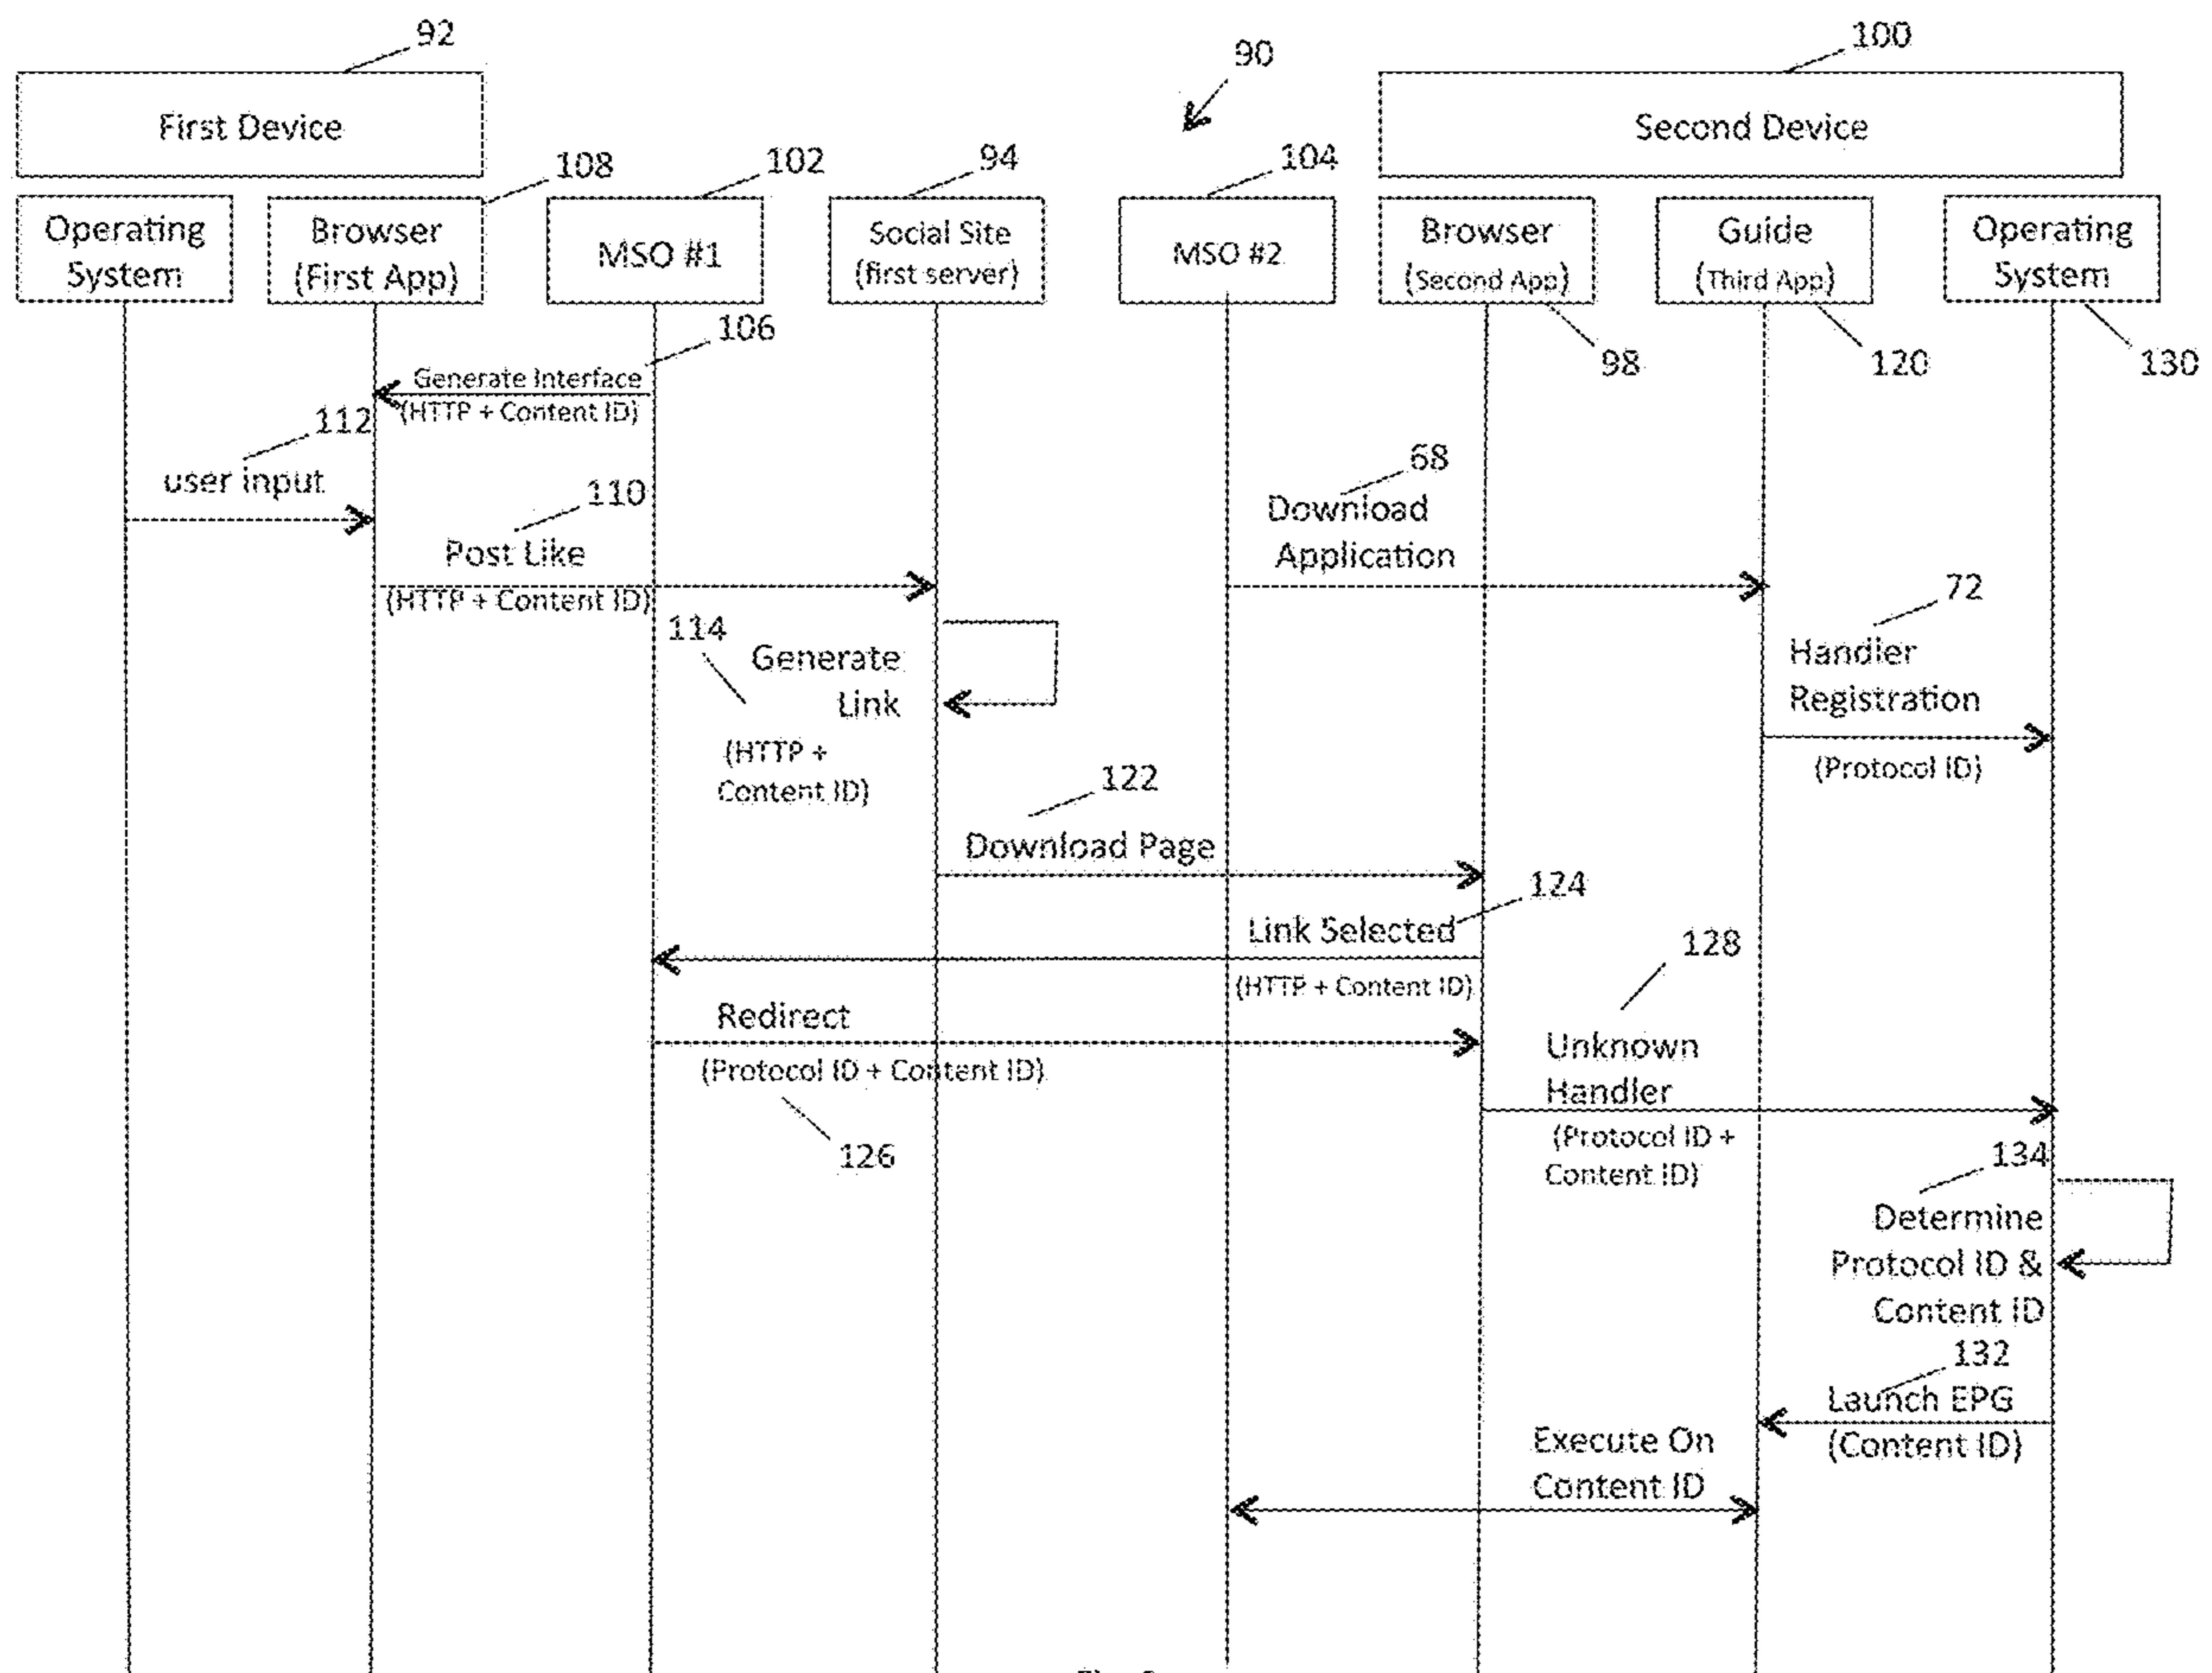 92
100
90
First Device
Second Device
108
102
94
104
Operating
System
Browser
(First App)
MSO #1
Social Site
(first server)
MSO #2
Browser
(Second App)
Guide
(Third App)
Operating
System
106
98
120
130
Generate Interface
(HTTP + Content ID)
112
user input
110
Post Like
(HTTP + Content ID)
68
Download
Application
72
Handler
Registration
(Protocol ID)
114
Generate
Link
(HTTP +
Content ID)
122
Download Page
124
Link Selected
(HTTP + Content ID)
128
Redirect
(Protocol ID + Content ID)
126
Unknown
Handler
(Protocol ID +
Content ID)
134
Determine
Protocol ID &
Content ID
132
Launch EPG
(Content ID)
Execute On
Content ID